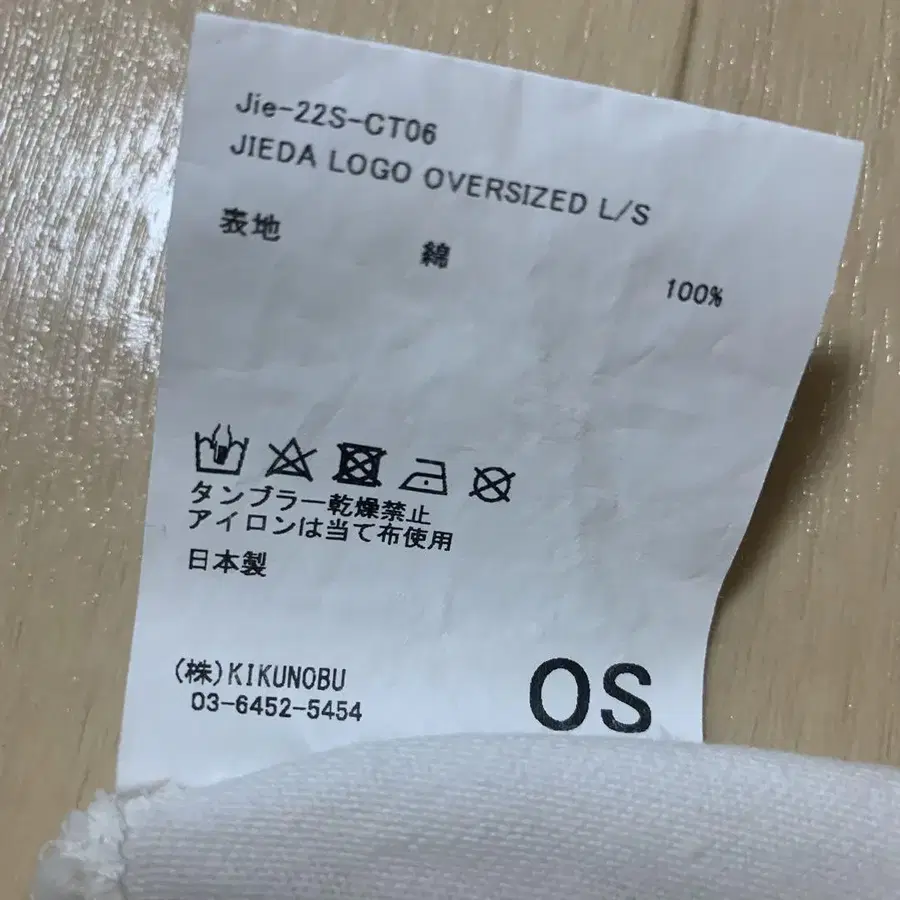 Jie-22S-CT06
JIEDA LOGO OVERSIZED L/S
表地 綿 100%
タンブラー乾燥禁止
アイロンは当て布使用
日本製
(株)KIKUNOBU
03-6452-5454
OS